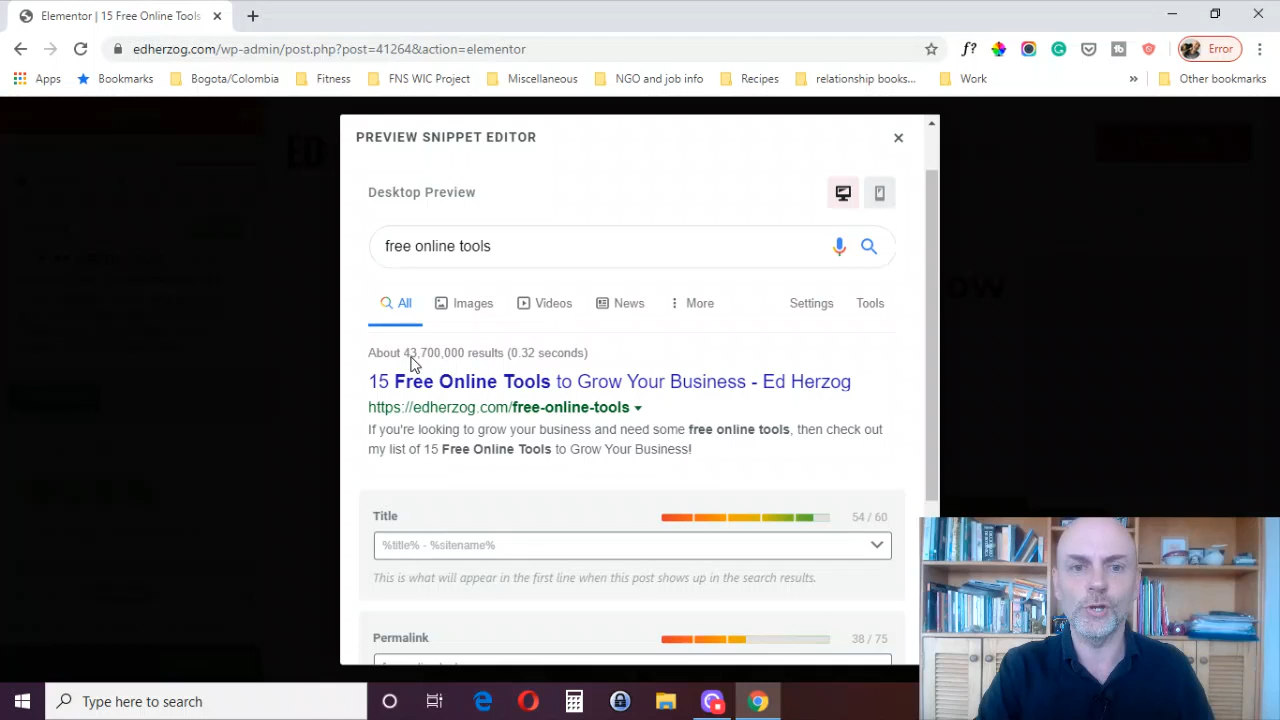 Elementor | 15 Free Online Tools
edherzog.com/wp-admin/post.php?post=41264&action=elementor
f?
tb
Error
Apps
Bookmarks
Bogota/Colombia
Fitness
FNS WIC Project
Miscellaneous
NGO and job info
Recipes
relationship book...
Work
»
Other bookmarks
PREVIEW SNIPPET EDITOR
Desktop Preview
free online tools
All
Images
Videos
News
More
Settings
Tools
About 43,700,000 results (0.32 seconds)
15 Free Online Tools to Grow Your Business - Ed Herzog
https://edherzog.com/free-online-tools
If you're looking to grow your business and need some free online tools, then check out
my list of 15 Free Online Tools to Grow Your Business!
Title
54 / 60
%title% - %sitename%
This is what will appear in the first line when this post shows up in the search results.
Permalink
38 / 75
ED
ow
Type here to search